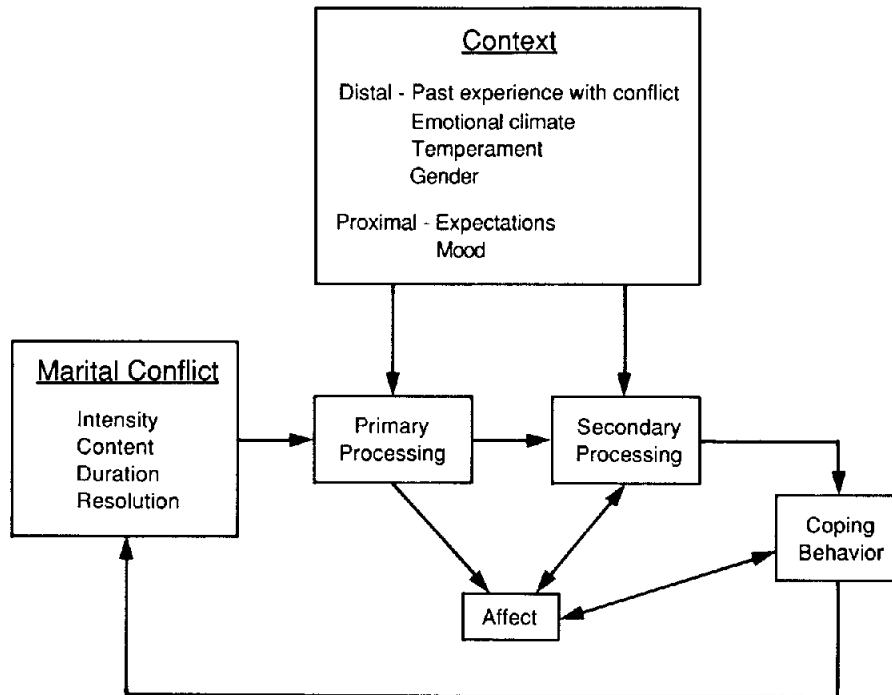 Context
Distal - Past experience with conflict
Emotional climate
Temperament
Gender
Proximal - Expectations
Mood
Marital Conflict
Intensity
Content
Duration
Resolution
Primary
Processing
Secondary
Processing
Coping
Behavior
Affect